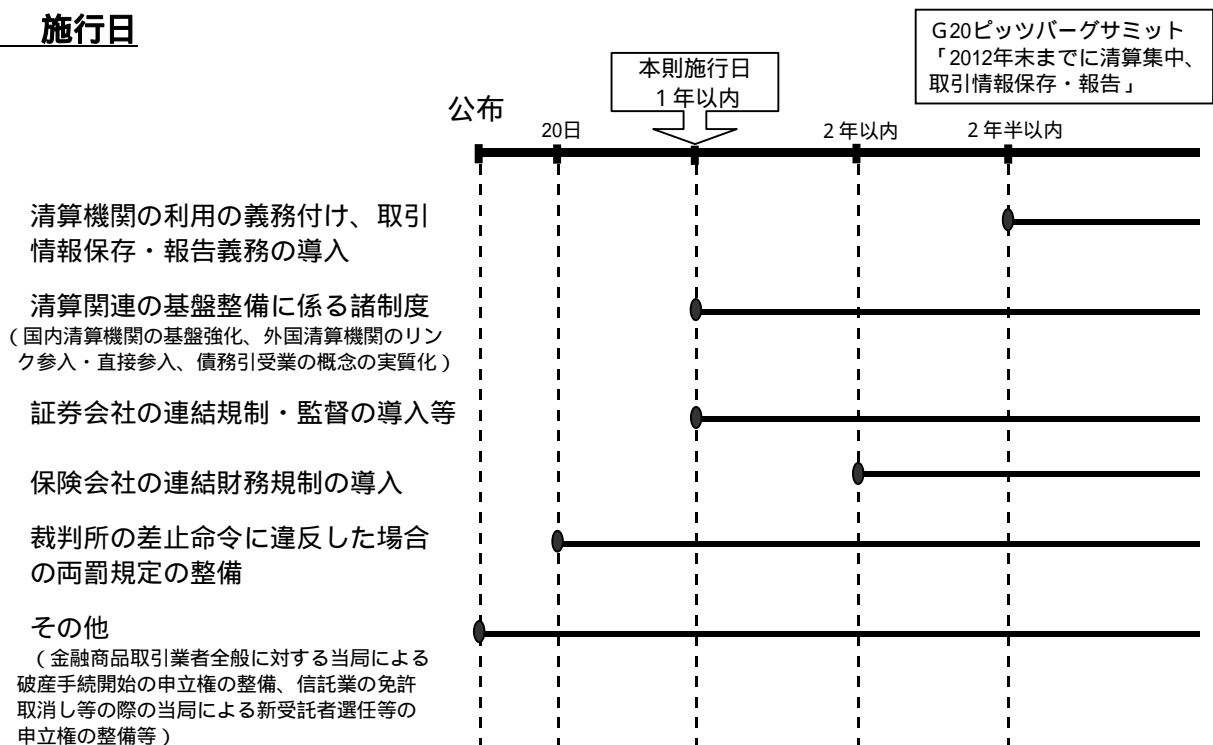 施行日
G20ピッツバーグサミット
「2012年末までに清算集中、
取引情報保存・報告」
本則施行日
１年以内
公布
20日
２年以内
２年半以内
清算機関の利用の義務付け、取引
情報保存・報告義務の導入
清算関連の基盤整備に係る諸制度
（国内清算機関の基盤強化、外国清算機関のリン
ク参入・直接参入、債務引受業の概念の実質化）
証券会社の連結規制・監督の導入等
保険会社の連結財務規制の導入
裁判所の差止命令に違反した場合
の両罰規定の整備
その他
（金融商品取引業者全般に対する当局による
破産手続開始の申立権の整備、信託業の免許
取消し等の際の当局による新受託者選任等の
申立権の整備等）